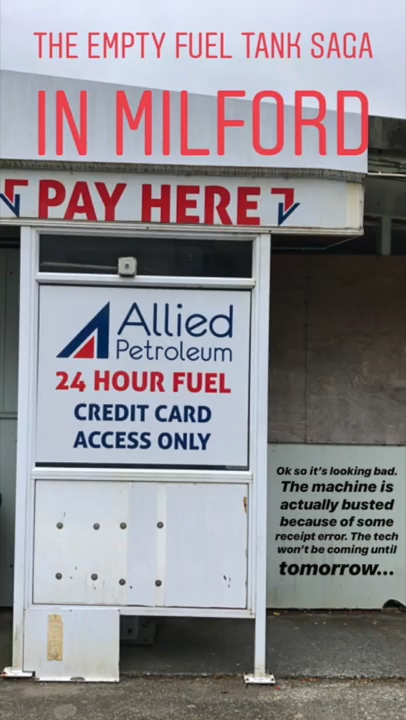 THE EMPTY FUEL TANK SAGA
IN MILFORD
PAY HERE
Allied
Petroleum
24 HOUR FUEL
CREDIT CARD
ACCESS ONLY
Ok so it's looking bad.
The machine is
actually busted
because of some
receipt error. The tech
won't be coming until
tomorrow...